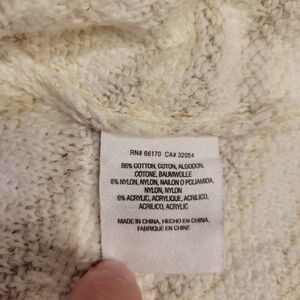 RN# 66170 CA# 32054
86% COTTON, COTON, ALGODON,
COTONE, BAUMWOLLE
8% NYLON, NYLON, NAILON O POLIAMIDA,
NYLON, NYLON
6% ACRYLIC, ACRYLIQUE, ACRILICO,
ACRILICO, ACRYLIC
MADE IN CHINA, HECHO EN CHINA,
FABRIQUE EN CHINE